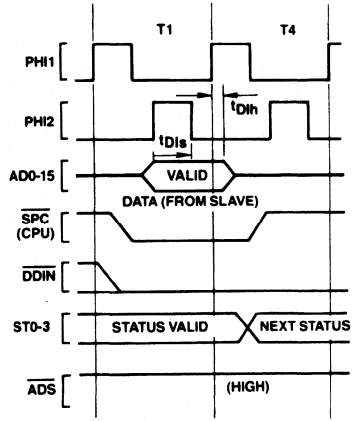 T1 T4
PHI1
tDIh
PHI2
tDIs
AD0-15 VALID
DATA (FROM SLAVE)
SPC
(CPU)
DDIN
ST0-3 STATUS VALID NEXT STATUS
ADS (HIGH)